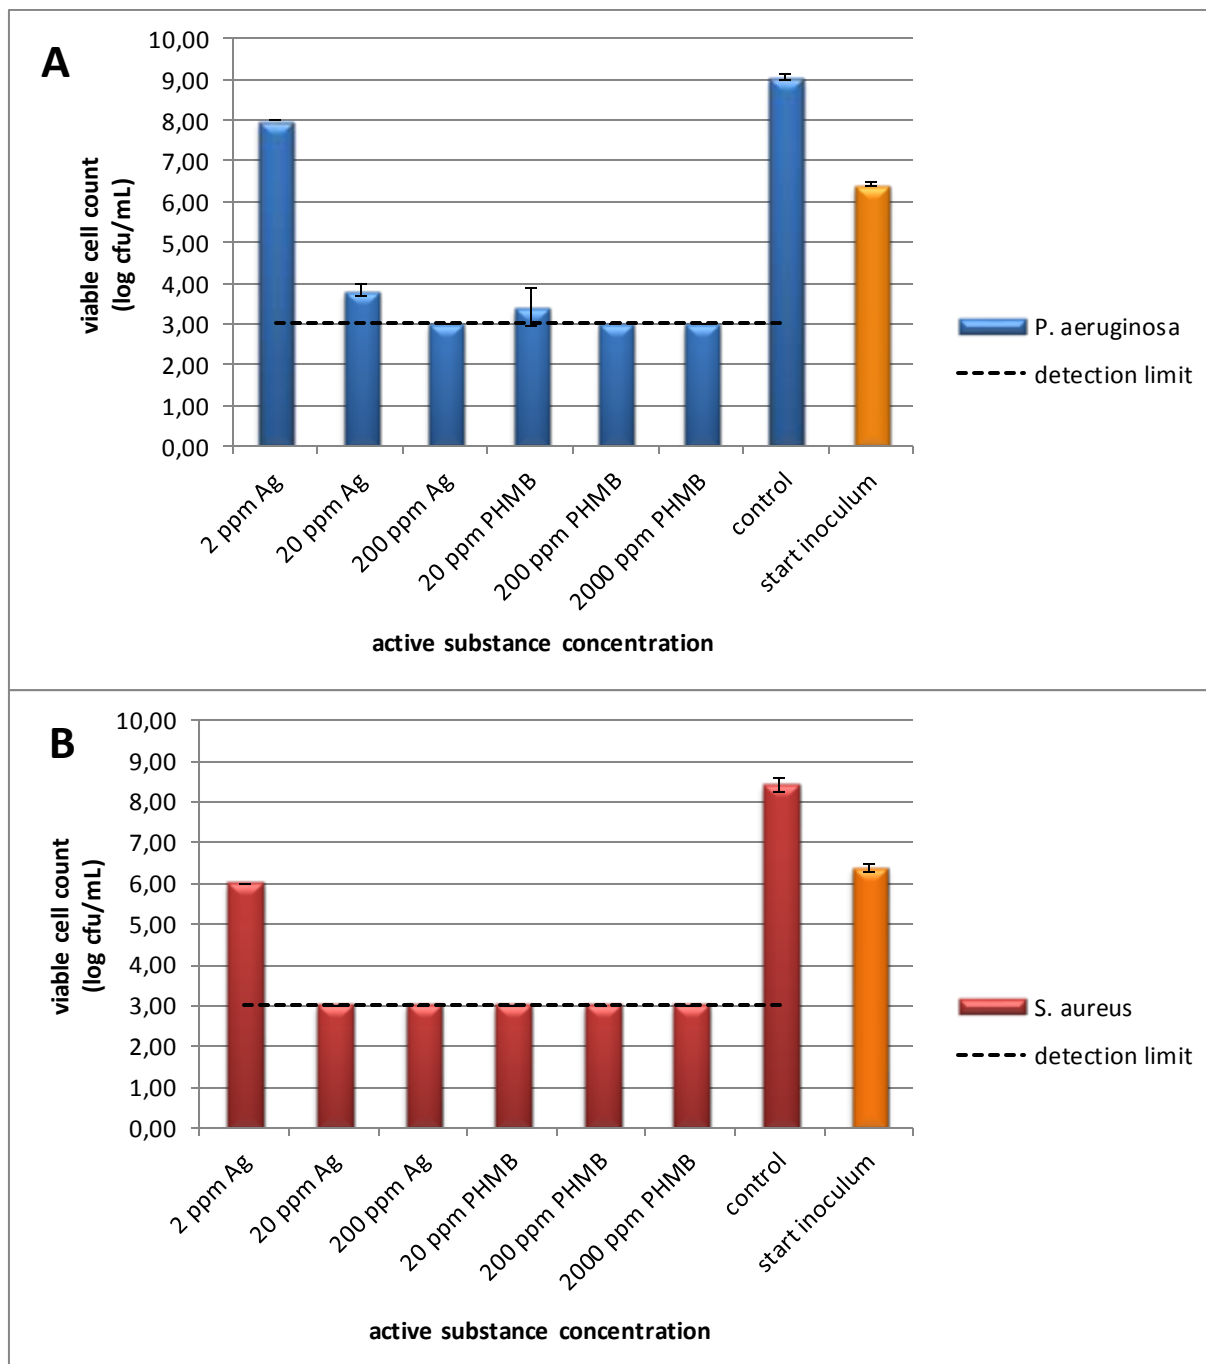 A
10,00
9,00
8,00
7,00
6,00
5,00
4,00
3,00
2,00
1,00
0,00
viable cell count
(log cfu/mL)
2 ppm Ag
20 ppm Ag
200 ppm Ag
20 ppm PHMB
200 ppm PHMB
2000 ppm PHMB
control
start inoculum
active substance concentration
P. aeruginosa
detection limit
B
10,00
9,00
8,00
7,00
6,00
5,00
4,00
3,00
2,00
1,00
0,00
viable cell count
(log cfu/mL)
2 ppm Ag
20 ppm Ag
200 ppm Ag
20 ppm PHMB
200 ppm PHMB
2000 ppm PHMB
control
start inoculum
active substance concentration
S. aureus
detection limit